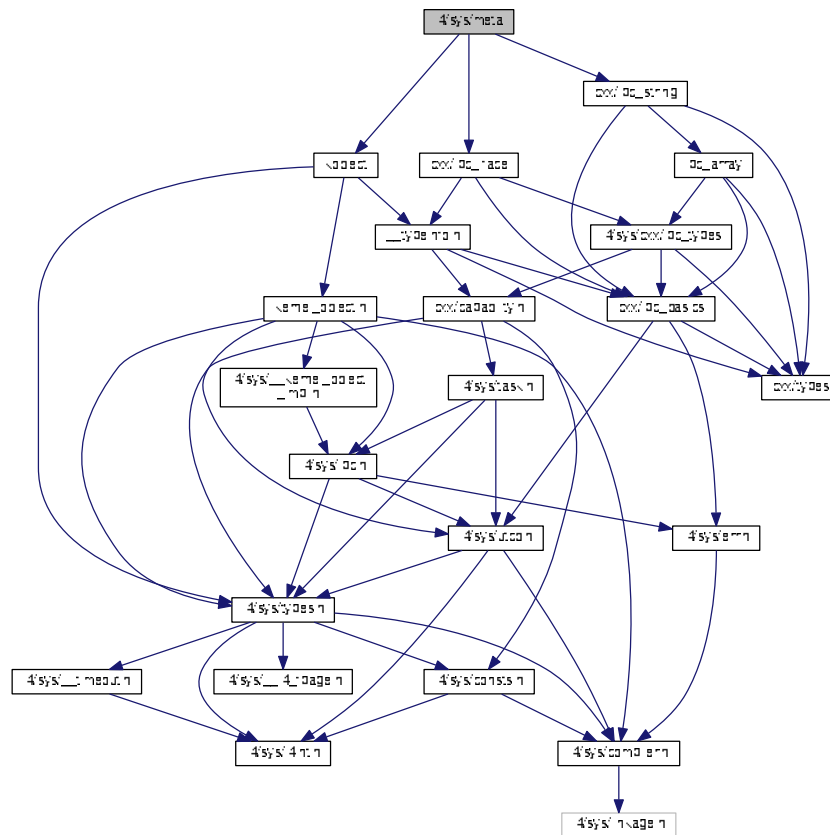 l4/sys/meta
cxx/ipc_string
kobject
cxx/ipc_iface
ipc_array
__typeinfo.h
l4/sys/cxx/ipc_types
kernel_object.h
cxx/capability.h
cxx/ipc_basics
l4/sys/__kernel_object
_impl.h
l4/sys/task.h
cxx/types
l4/sys/ipc.h
l4/sys/utcb.h
l4/sys/err.h
l4/sys/types.h
l4/sys/__timeout.h
l4/sys/__l4_fpage.h
l4/sys/consts.h
l4/sys/l4int.h
l4/sys/compiler.h
l4/sys/linkage.h